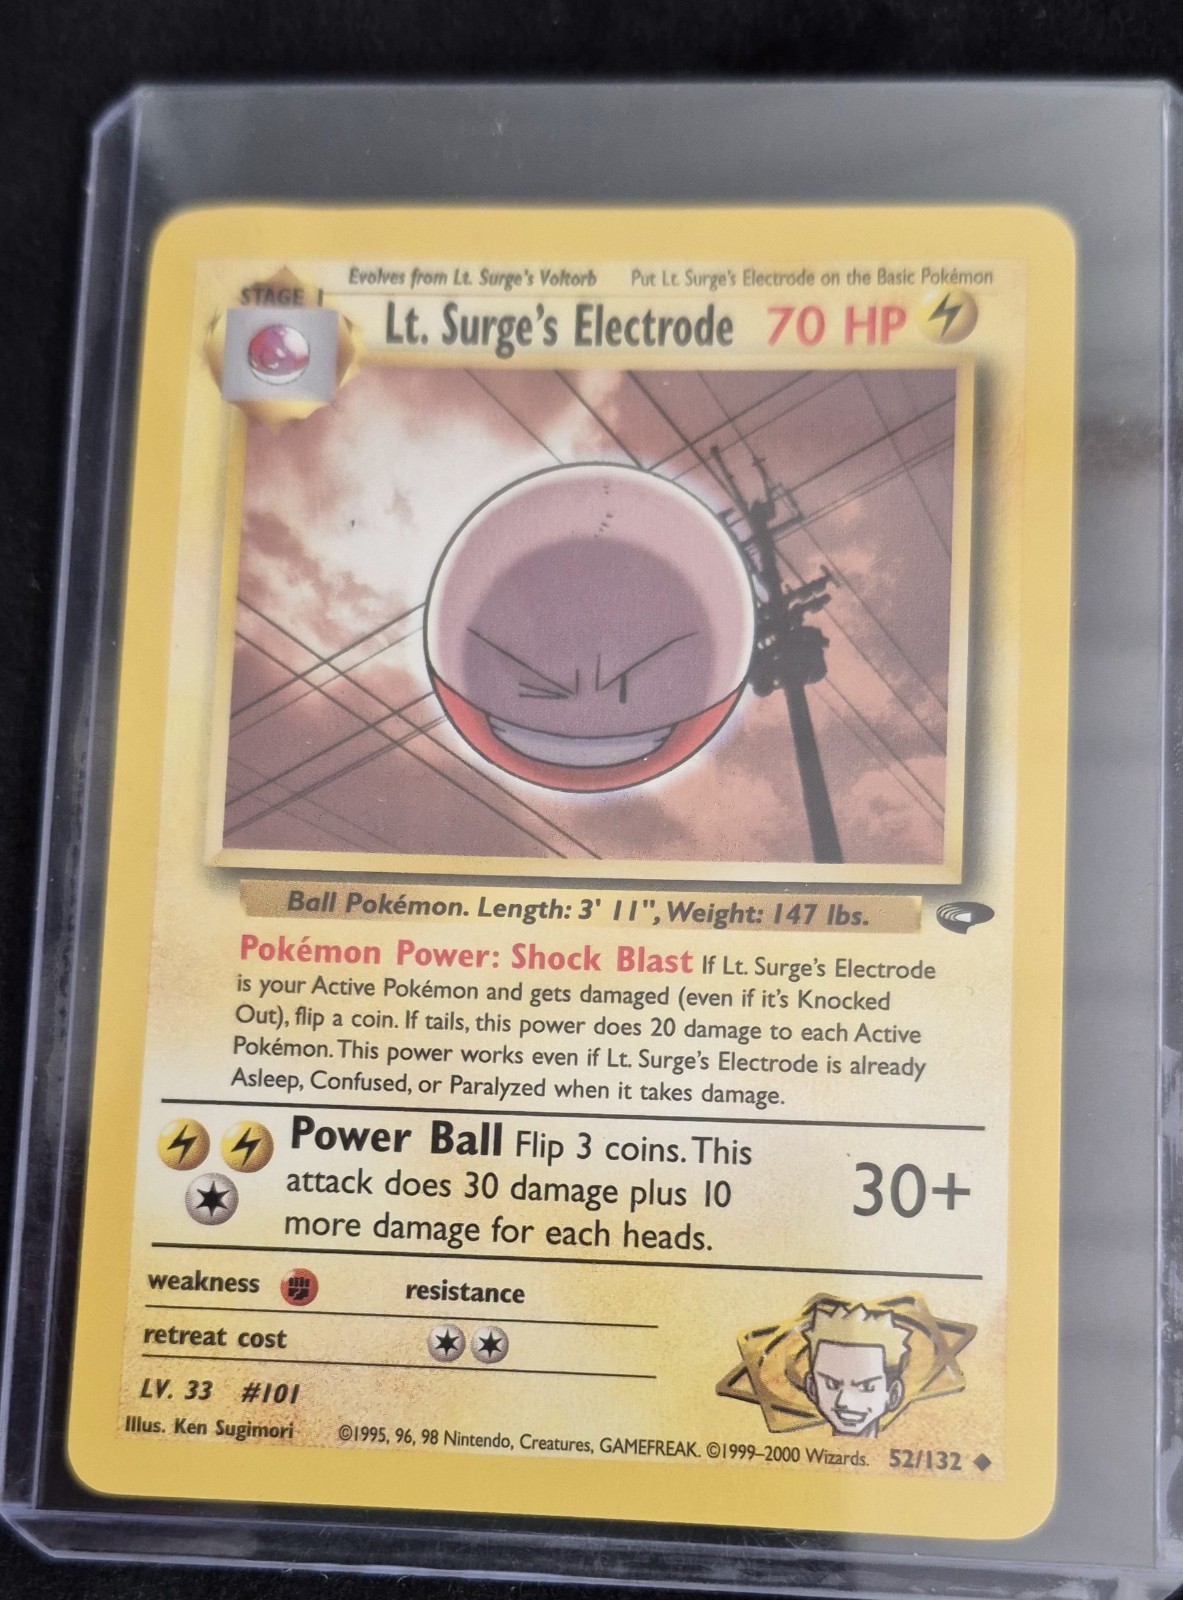 Evolves from Lt. Surge's Voltorb Put Lt. Surge's Electrode on the Basic Pokémon
STAGE 1
Lt. Surge's Electrode 70 HP
Ball Pokémon. Length: 3' 11", Weight: 147 lbs.
Pokémon Power: Shock Blast If Lt. Surge's Electrode
is your Active Pokémon and gets damaged (even if it's Knocked
Out), flip a coin. If tails, this power does 20 damage to each Active
Pokémon. This power works even if Lt. Surge's Electrode is already
Asleep, Confused, or Paralyzed when it takes damage.
Power Ball Flip 3 coins. This
attack does 30 damage plus 10
more damage for each heads.
30+
weakness resistance
retreat cost
LV. 33 #101
Illus. Ken Sugimori ©1995, 96, 98 Nintendo, Creatures, GAMEFREAK. ©1999–2000 Wizards. 52/132